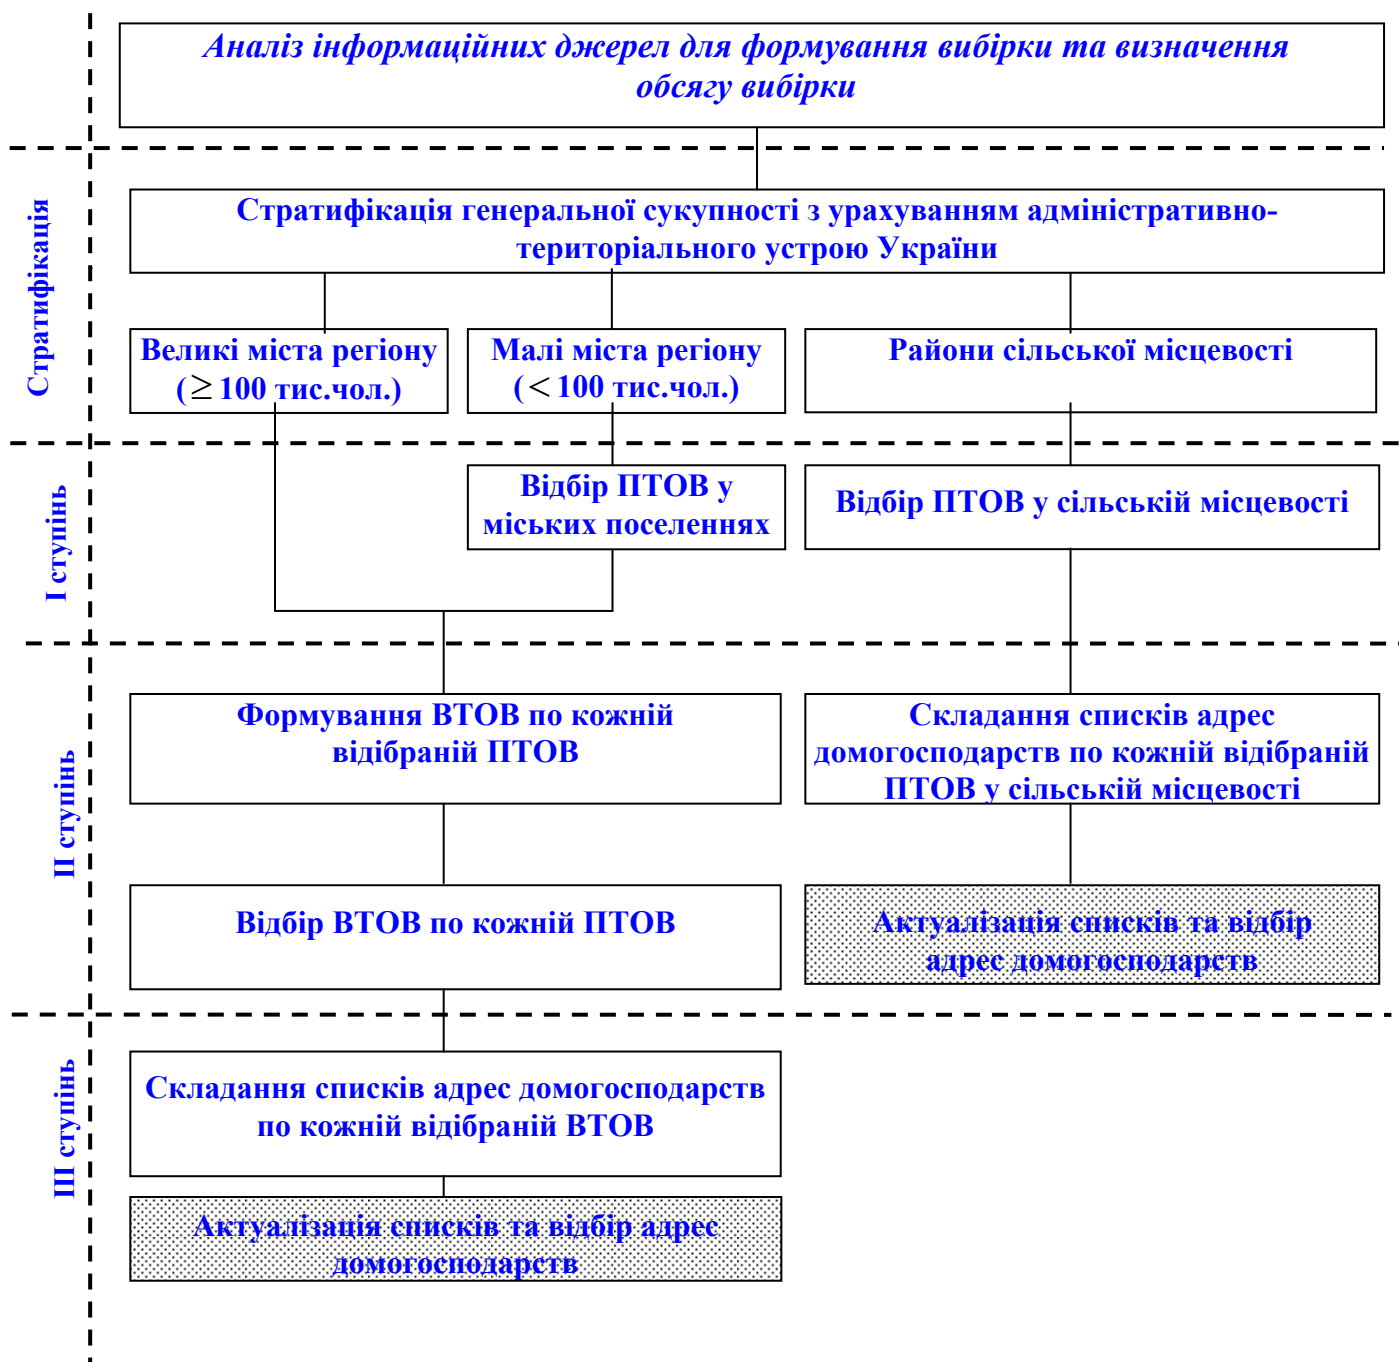 Аналіз інформаційних джерел для формування вибірки та визначення
обсягу вибірки
Стратифікація
Стратифікація генеральної сукупності з урахуванням адміністративно-
територіального устрою України
Великі міста регіону
(≥ 100 тис.чол.)
Малі міста регіону
(< 100 тис.чол.)
Райони сільської місцевості
І ступінь
Відбір ПТОВ у
міських поселеннях
Відбір ПТОВ у сільській місцевості
ІІ ступінь
Формування ВТОВ по кожній
відібраній ПТОВ
Складання списків адрес
домогосподарств по кожній відібраній
ПТОВ у сільській місцевості
Відбір ВТОВ по кожній ПТОВ
Актуалізація списків та відбір
адрес домогосподарств
ІІІ ступінь
Складання списків адрес домогосподарств
по кожній відібраній ВТОВ
Актуалізація списків та відбір адрес
домогосподарств